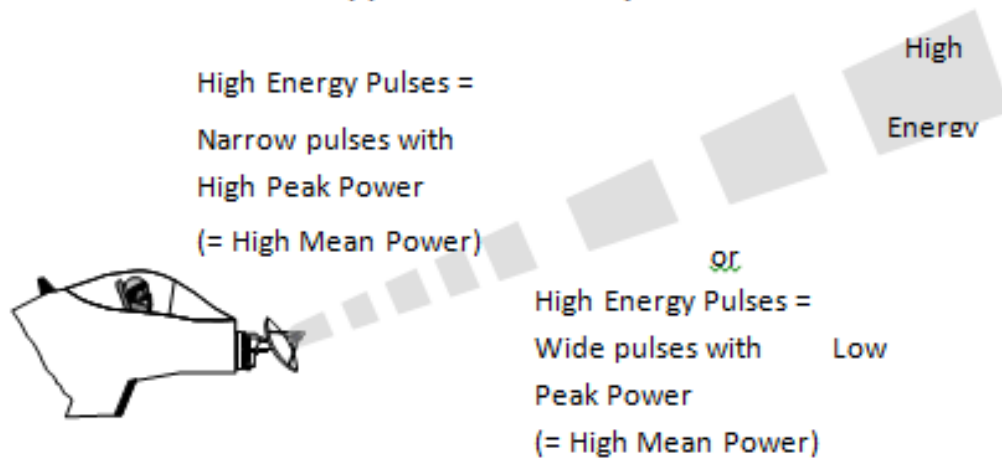 High Energy Pulses =
Narrow pulses with
High Peak Power
(= High Mean Power)
High
Energy
or
High Energy Pulses =
Wide pulses with Low
Peak Power
(= High Mean Power)